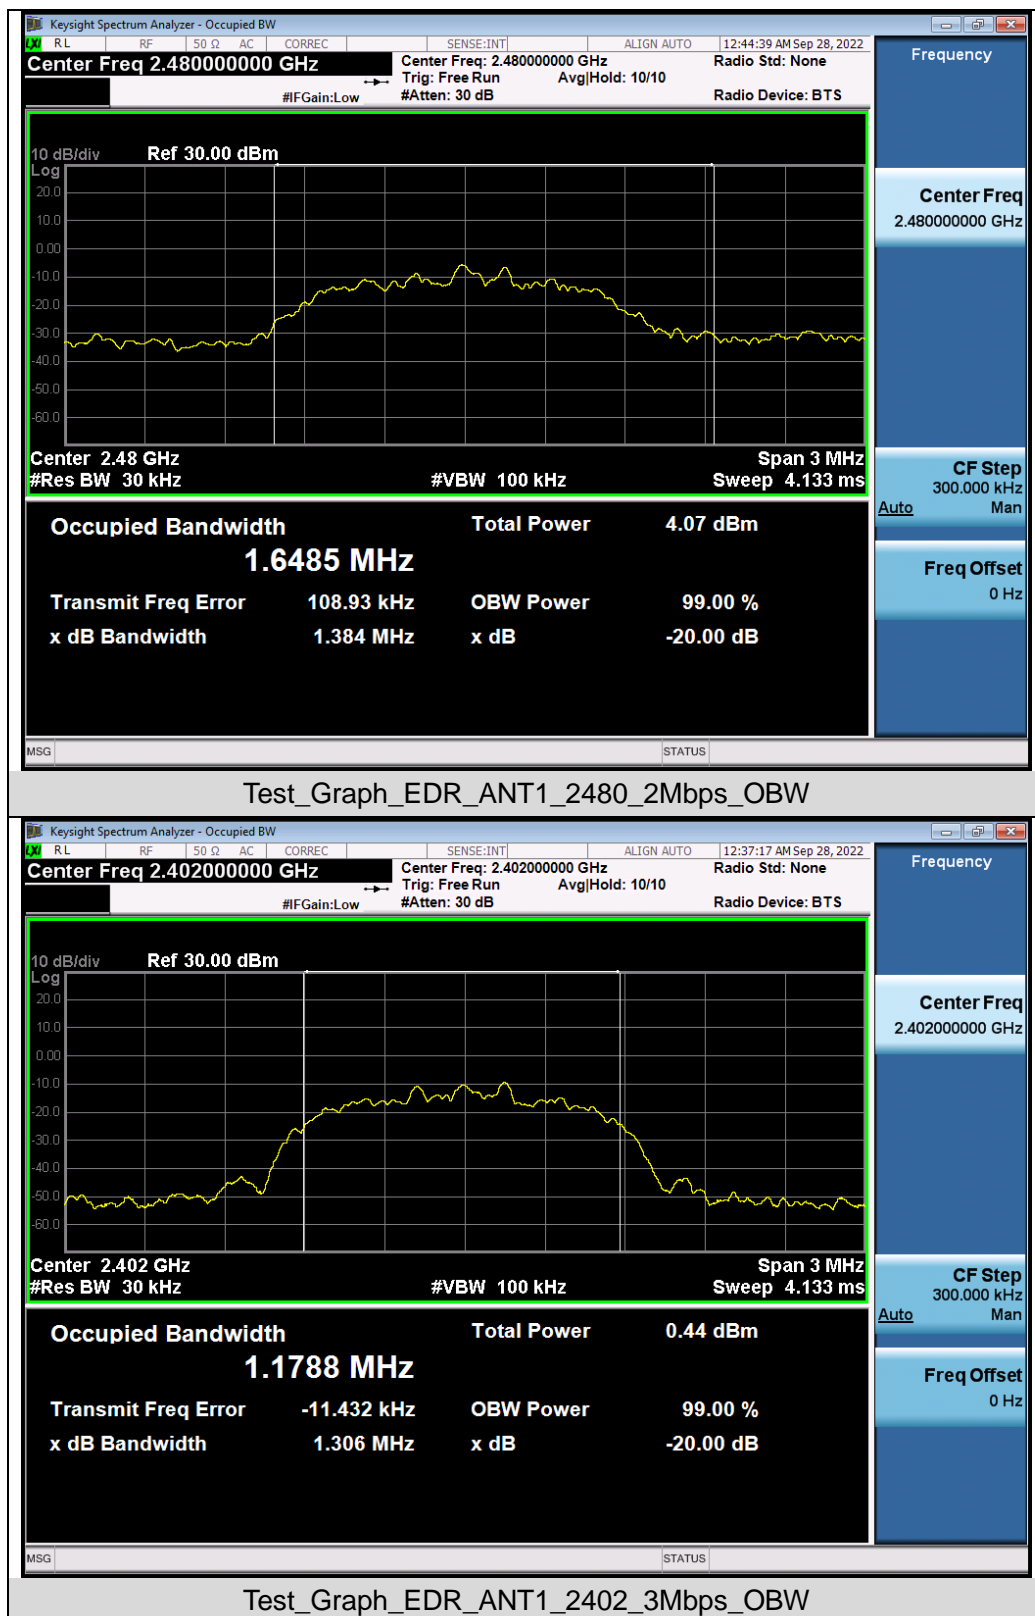 Keysight Spectrum Analyzer - Occupied BW
LXI RL RF 50 Ω AC CORREC SENSE:INT ALIGN AUTO 12:44:39 AM Sep 28, 2022
Center Freq 2.480000000 GHz
Center Freq: 2.480000000 GHz
Radio Std: None
Trig: Free Run Avg|Hold: 10/10
#IFGain:Low
#Atten: 30 dB
Radio Device: BTS
Frequency
10 dB/div Ref 30.00 dBm
Log
20.0
10.0
0.00
-10.0
-20.0
-30.0
-40.0
-50.0
-60.0
Center 2.48 GHz Span 3 MHz
#Res BW 30 kHz #VBW 100 kHz Sweep 4.133 ms
Center Freq
2.480000000 GHz
CF Step
300.000 kHz
Auto Man
Freq Offset
0 Hz
Occupied Bandwidth Total Power 4.07 dBm
1.6485 MHz
Transmit Freq Error 108.93 kHz OBW Power 99.00 %
x dB Bandwidth 1.384 MHz x dB -20.00 dB
MSG STATUS
Test_Graph_EDR_ANT1_2480_2Mbps_OBW
Keysight Spectrum Analyzer - Occupied BW
LXI RL RF 50 Ω AC CORREC SENSE:INT ALIGN AUTO 12:37:17 AM Sep 28, 2022
Center Freq 2.402000000 GHz
Center Freq: 2.402000000 GHz
Radio Std: None
Trig: Free Run Avg|Hold: 10/10
#IFGain:Low
#Atten: 30 dB
Radio Device: BTS
Frequency
10 dB/div Ref 30.00 dBm
Log
20.0
10.0
0.00
-10.0
-20.0
-30.0
-40.0
-50.0
-60.0
Center 2.402 GHz Span 3 MHz
#Res BW 30 kHz #VBW 100 kHz Sweep 4.133 ms
Center Freq
2.402000000 GHz
CF Step
300.000 kHz
Auto Man
Freq Offset
0 Hz
Occupied Bandwidth Total Power 0.44 dBm
1.1788 MHz
Transmit Freq Error -11.432 kHz OBW Power 99.00 %
x dB Bandwidth 1.306 MHz x dB -20.00 dB
MSG STATUS
Test_Graph_EDR_ANT1_2402_3Mbps_OBW